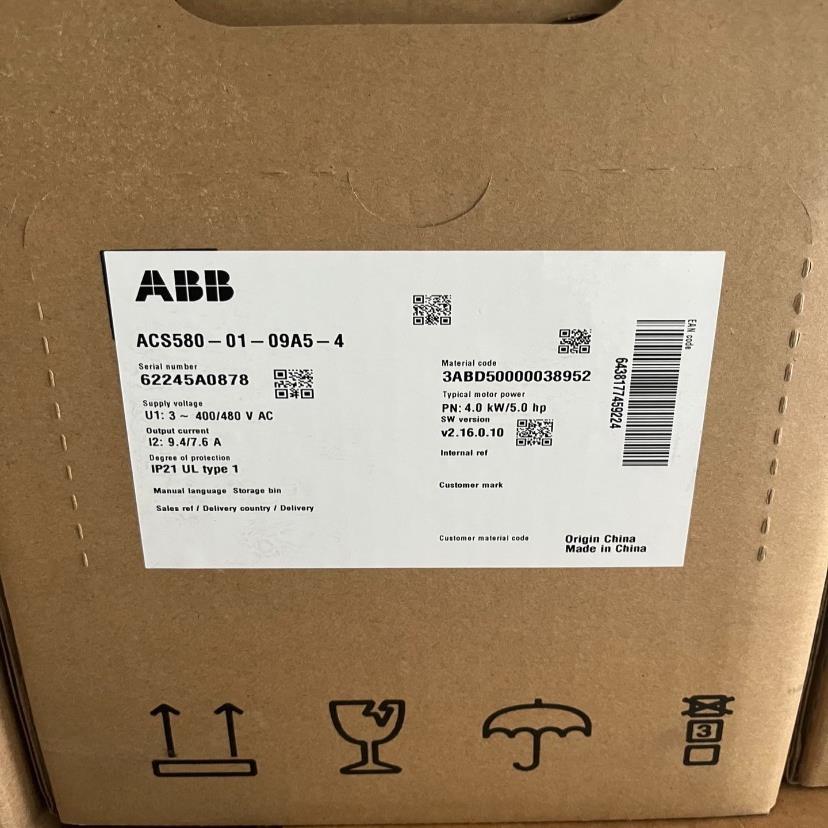 ABB
ACS580-01-09A5-4
Serial number
62245A0878
Supply voltage
U1: 3 ~ 400/480 V AC
Output current
I2: 9.4/7.6 A
Degree of protection
IP21 UL type 1
Manual language Storage bin
Sales ref / Delivery country / Delivery
Material code
3ABD50000038952
Typical motor power
PN: 4.0 kW/5.0 hp
SW version
v2.16.0.10
Internal ref
Customer mark
Customer material code
Origin China
Made in China
EAN code
6438177459224
3